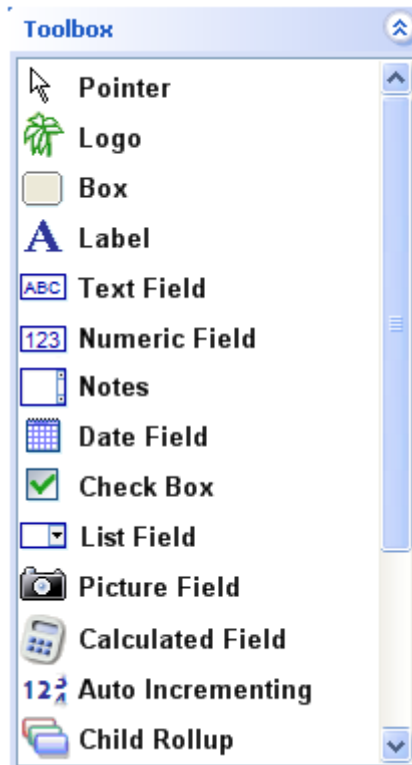 Toolbox
Pointer
Logo
Box
A Label
ABC Text Field
123 Numeric Field
Notes
Date Field
Check Box
List Field
Picture Field
Calculated Field
Auto Incrementing
Child Rollup